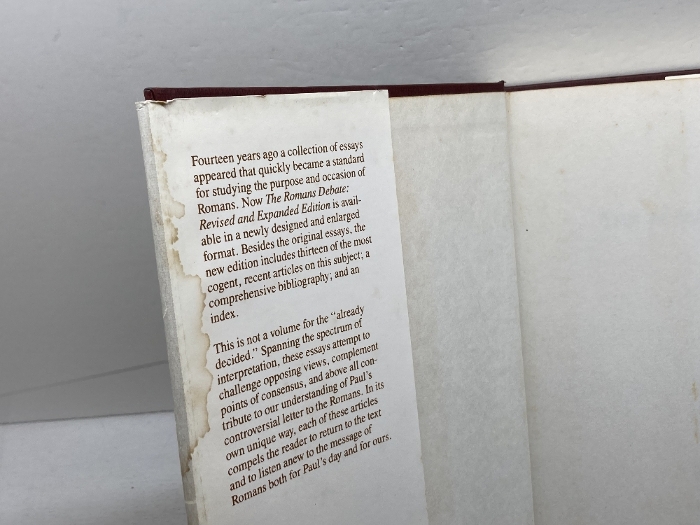 Fourteen years ago a collection of essays
appeared that quickly became a standard
for studying the purpose and occasion of
Romans. Now The Romans Debate:
Revised and Expanded Edition is avail-
able in a newly designed and enlarged
format. Besides the original essays, the
new edition includes thirteen of the most
cogent, recent articles on this subject; a
comprehensive bibliography; and an
index.
This is not a volume for the "already
decided." Spanning the spectrum of
interpretation, these essays attempt to
challenge opposing views, complement
points of consensus, and above all con-
tribute to our understanding of Paul's
controversial letter to the Romans. In its
own unique way, each of these articles
compels the reader to return to the text
and to listen anew to the message of
Romans both for Paul's day and for ours.